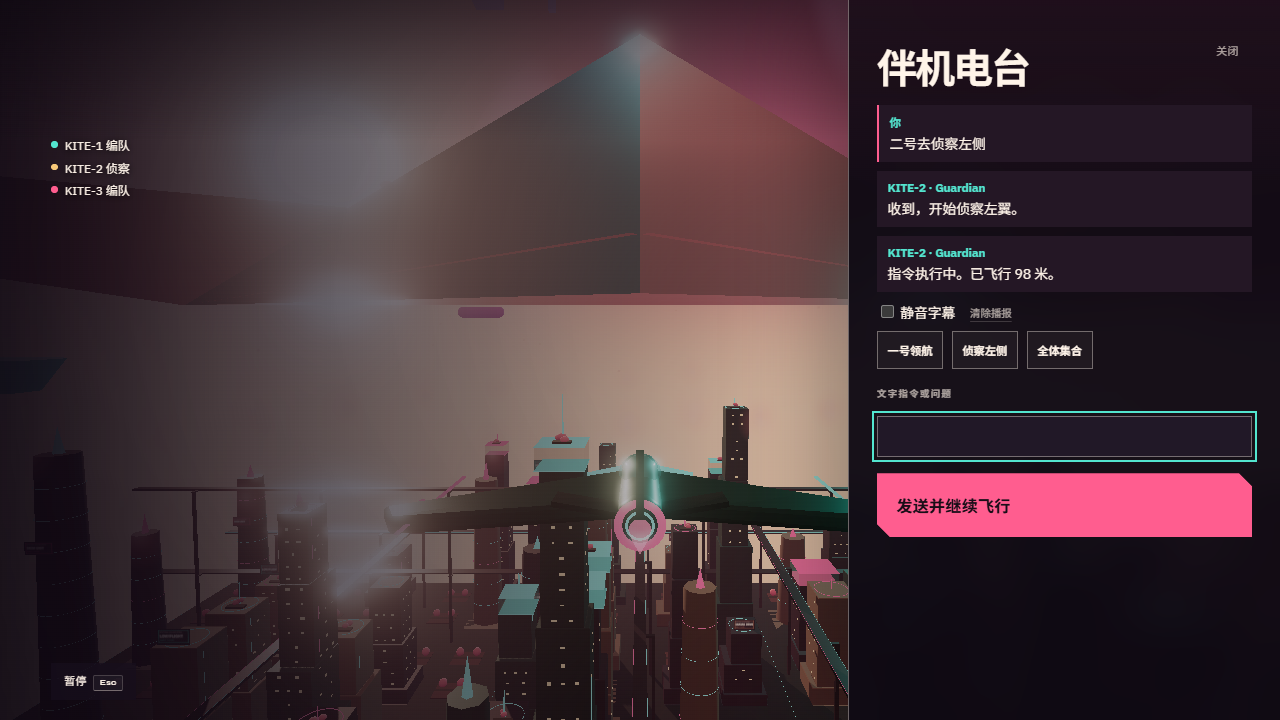 KITE-1 编队
KITE-2 侦察
KITE-3 编队
暂停 Esc
伴机电台
关闭
你
二号去侦察左侧
KITE-2 · Guardian
收到，开始侦察左翼。
KITE-2 · Guardian
指令执行中。已飞行 98 米。
静音字幕 清除播报
一号领航 侦察左侧 全体集合
文字指令或问题
发送并继续飞行